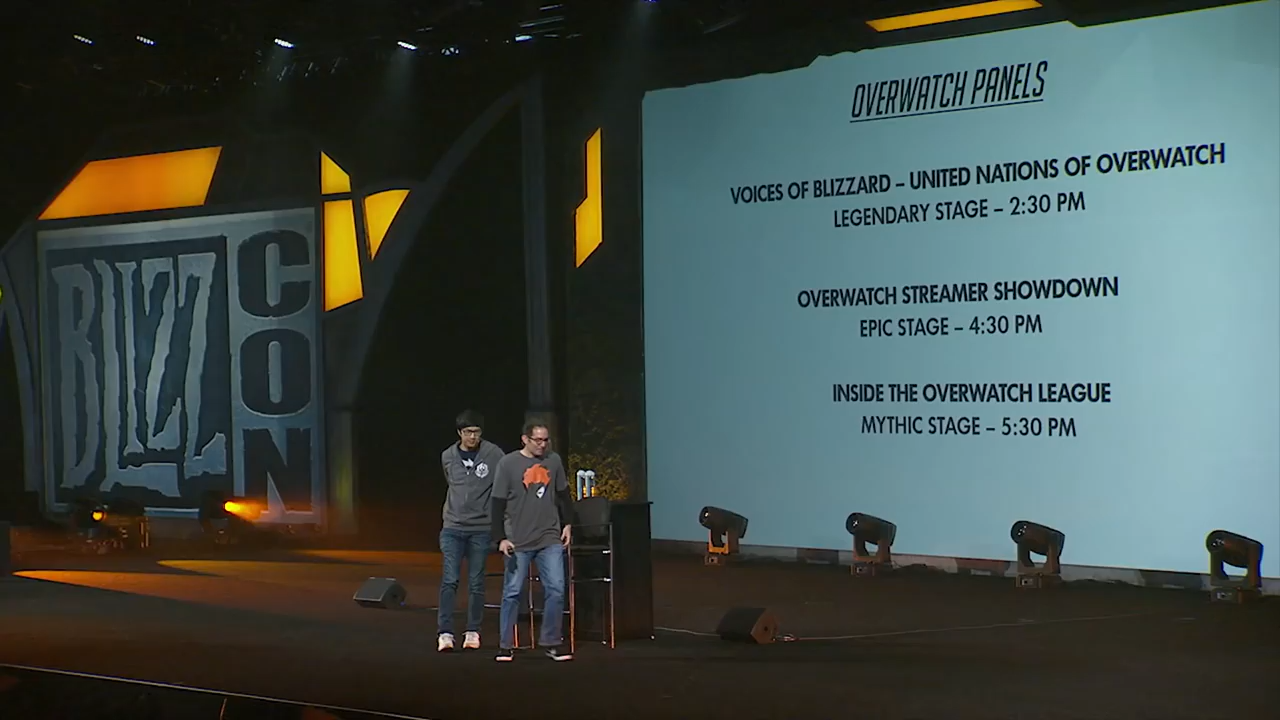 BLIZZ
CON
OVERWATCH PANELS
VOICES OF BLIZZARD – UNITED NATIONS OF OVERWATCH
LEGENDARY STAGE – 2:30 PM
OVERWATCH STREAMER SHOWDOWN
EPIC STAGE – 4:30 PM
INSIDE THE OVERWATCH LEAGUE
MYTHIC STAGE – 5:30 PM